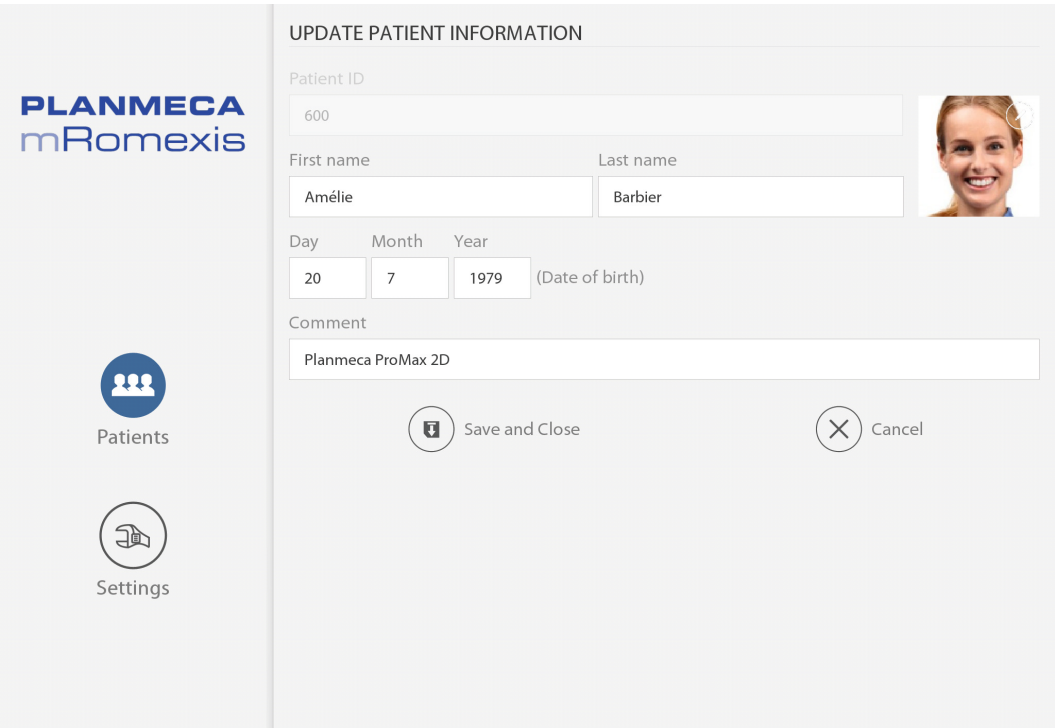 UPDATE PATIENT INFORMATION
PLANMECA
mRomexis
Patient ID
600
First name Last name
Amélie Barbier
Day Month Year
20 7 1979 (Date of birth)
Comment
Planmeca ProMax 2D
Save and Close Cancel
Patients
Settings